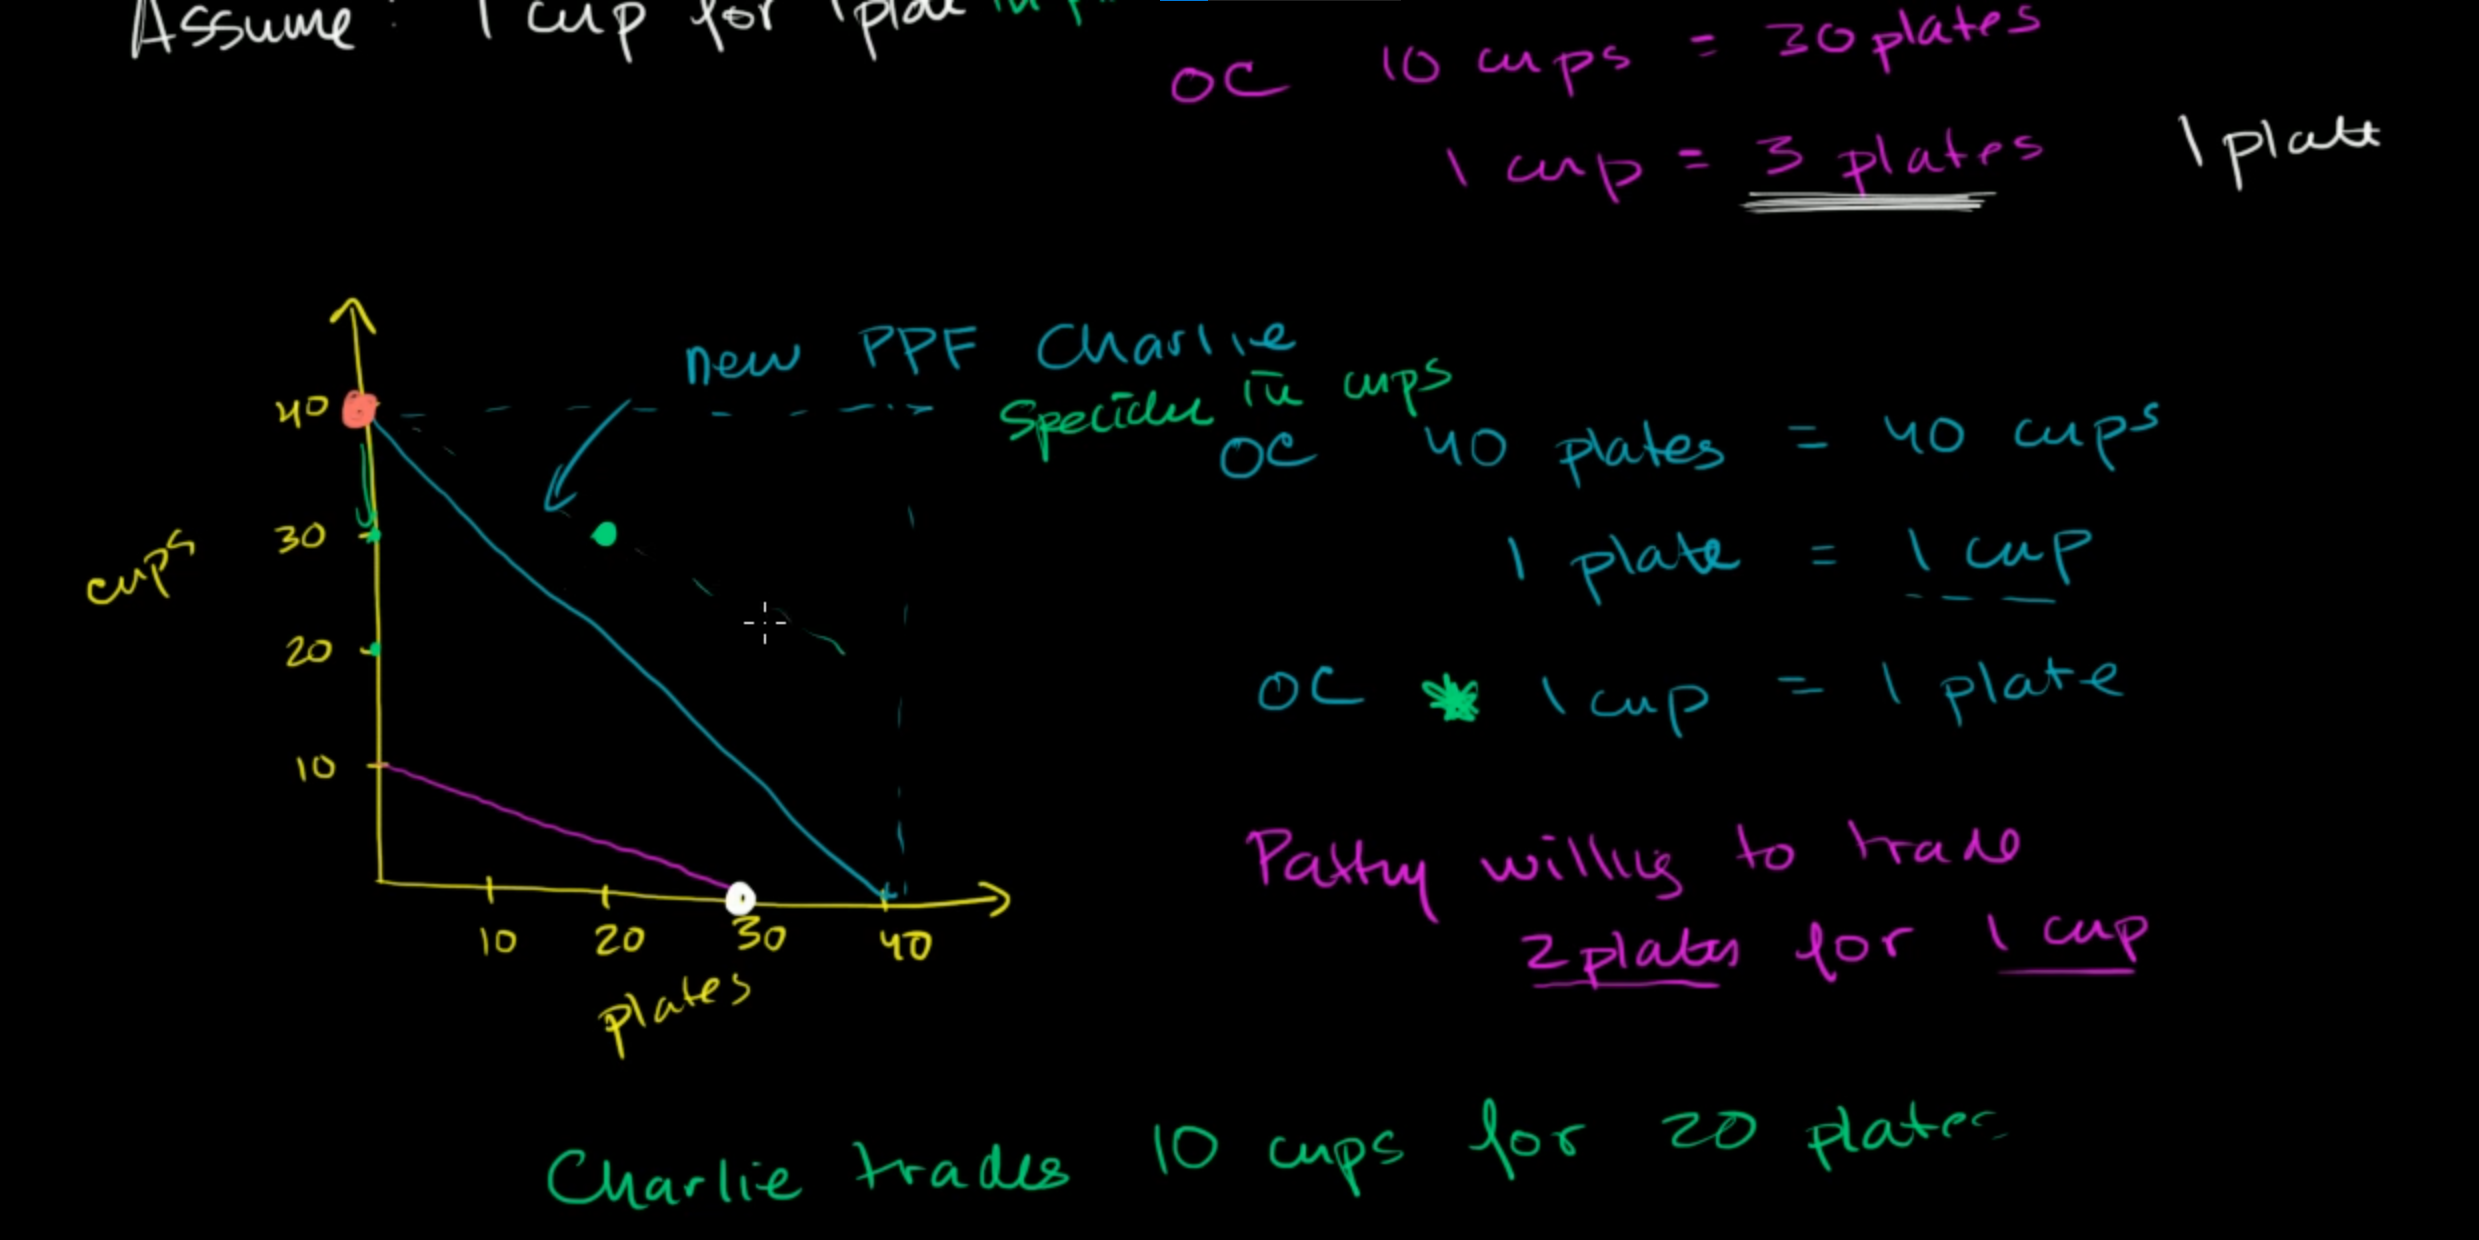 Assume: 1 cup for 1 plate in
OC 10 cups = 30 plates
1 cup = 3 plates
1 plate
new PPF Charlie
Specializes in cups
OC 40 plates = 40 cups
1 plate = 1 cup
OC * 1 cup = 1 plate
Patty willing to trade
2 plates for 1 cup
cups
40
30
20
10
10 20 30 40
plates
Charlie trades 10 cups for 20 plates